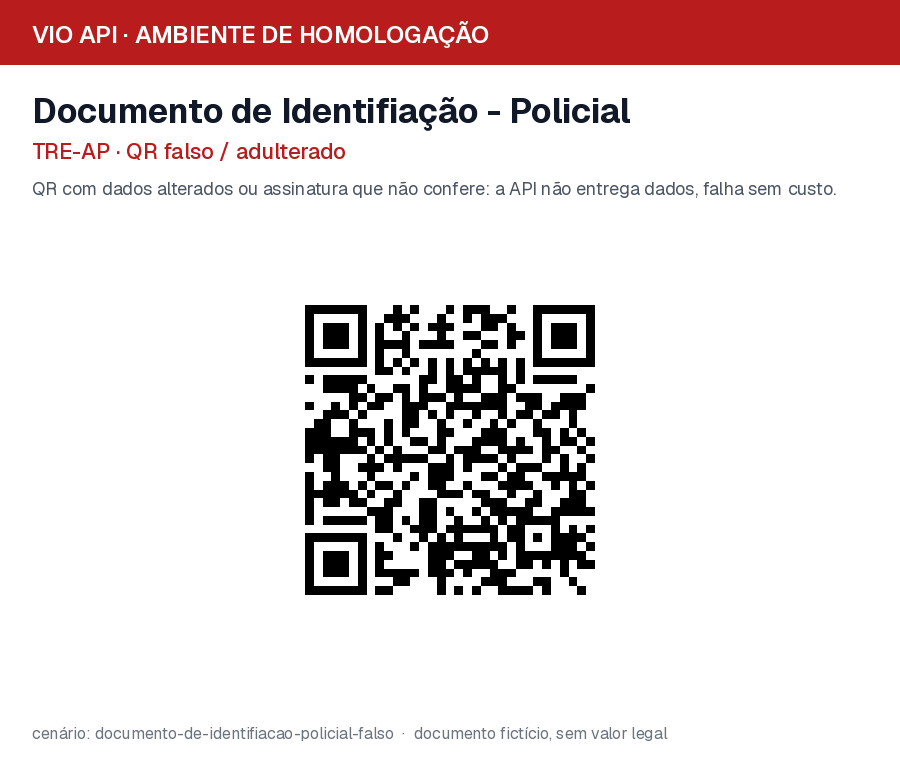 VIO API · AMBIENTE DE HOMOLOGAÇÃO
Documento de Identifiação - Policial
TRE-AP · QR falso / adulterado
QR com dados alterados ou assinatura que não confere: a API não entrega dados, falha sem custo.
cenário: documento-de-identifiacao-policial-falso · documento fictício, sem valor legal